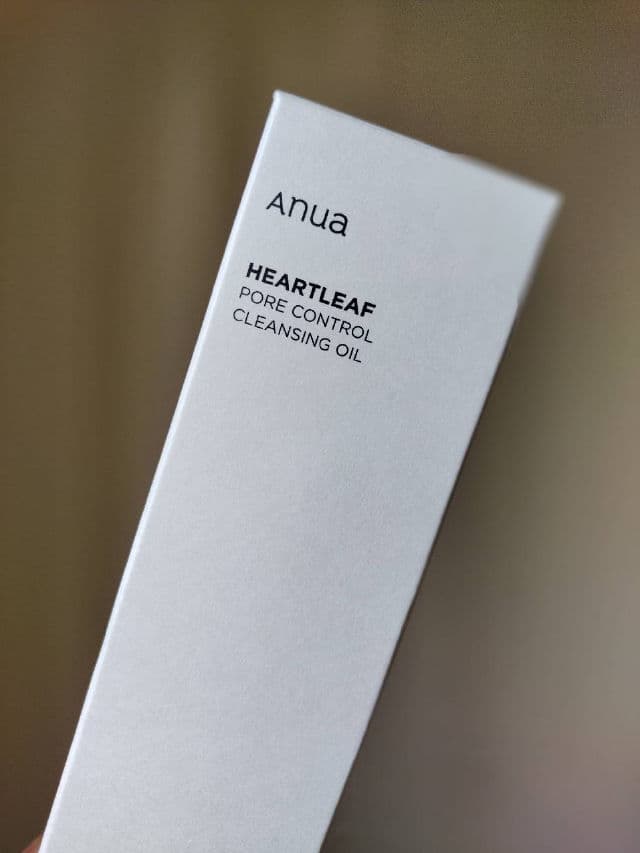 Anua
HEARTLEAF
PORE CONTROL
CLEANSING OIL